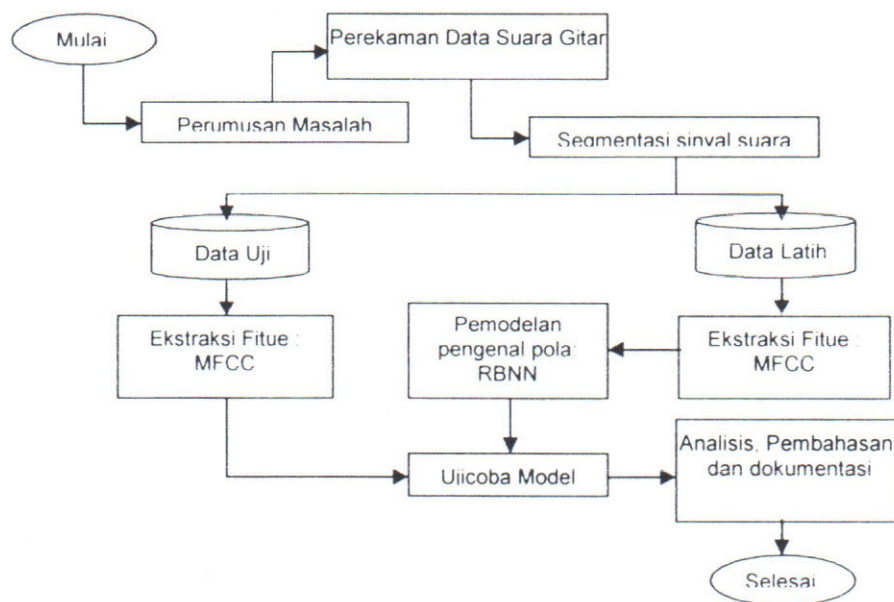 Mulai
Perekaman Data Suara Gitar
Perumusan Masalah
Segmentasi sinyal suara
Data Uji
Data Latih
Ekstraksi Fitue :
MFCC
Pemodelan
pengenal pola:
RBNN
Ekstraksi Fitue :
MFCC
Ujicoba Model
Analisis, Pembahasan
dan dokumentasi
Selesai